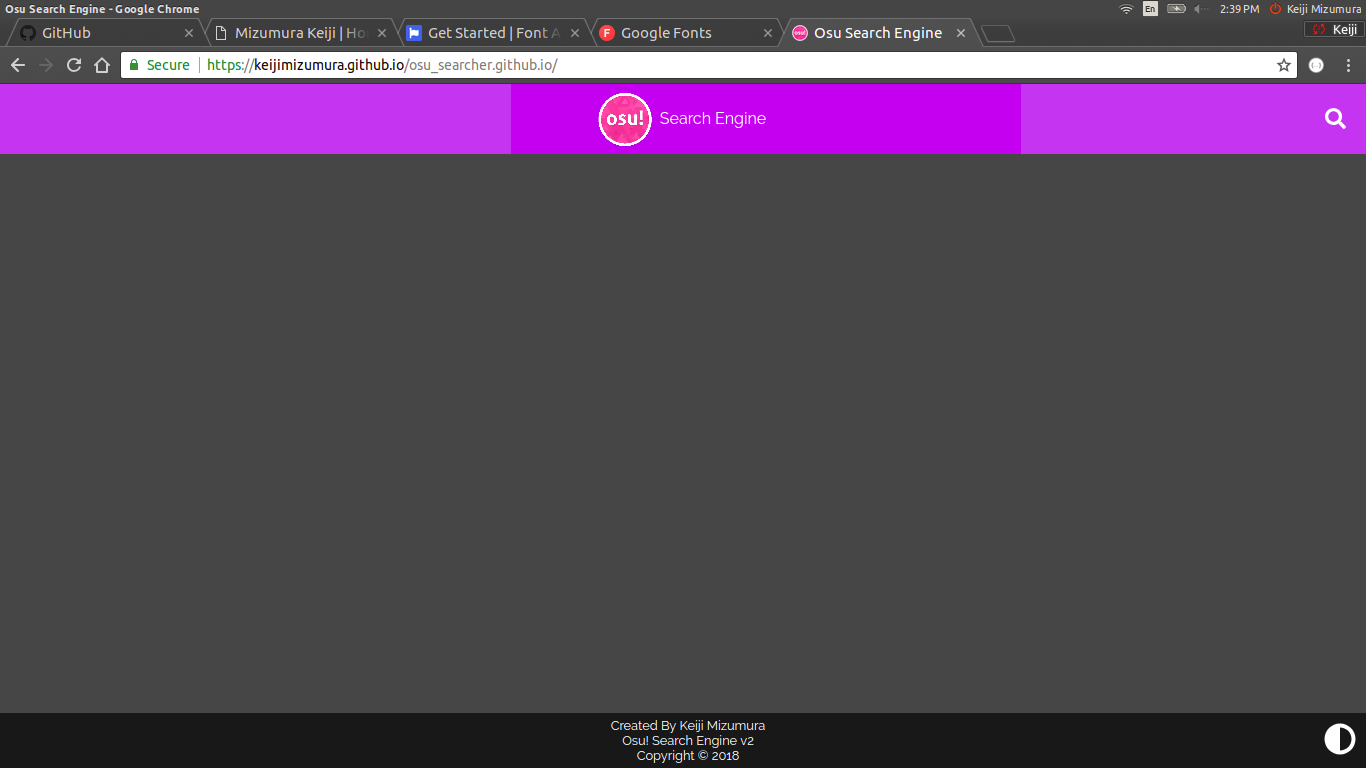 Osu Search Engine - Google Chrome
En
2:39 PM
Keiji Mizumura
GitHub
Mizumura Keiji | Ho
Get Started | Font A
Google Fonts
Osu Search Engine
Keiji
Secure
https://keijimizumura.github.io/osu_searcher.github.io/
osu!
Search Engine
Created By Keiji Mizumura
Osu! Search Engine v2
Copyright © 2018